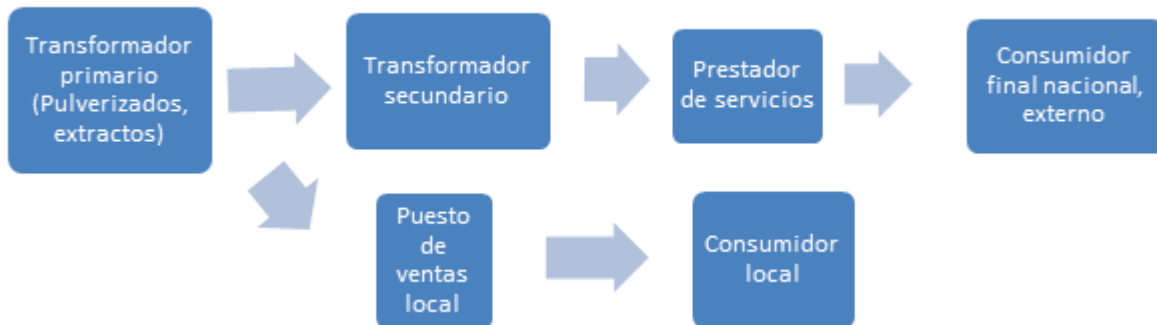 Transformador
primario
(Pulverizados,
extractos)
Transformador
secundario
Prestador
de servicios
Consumidor
final nacional,
externo
Puesto
de
ventas
local
Consumidor
local